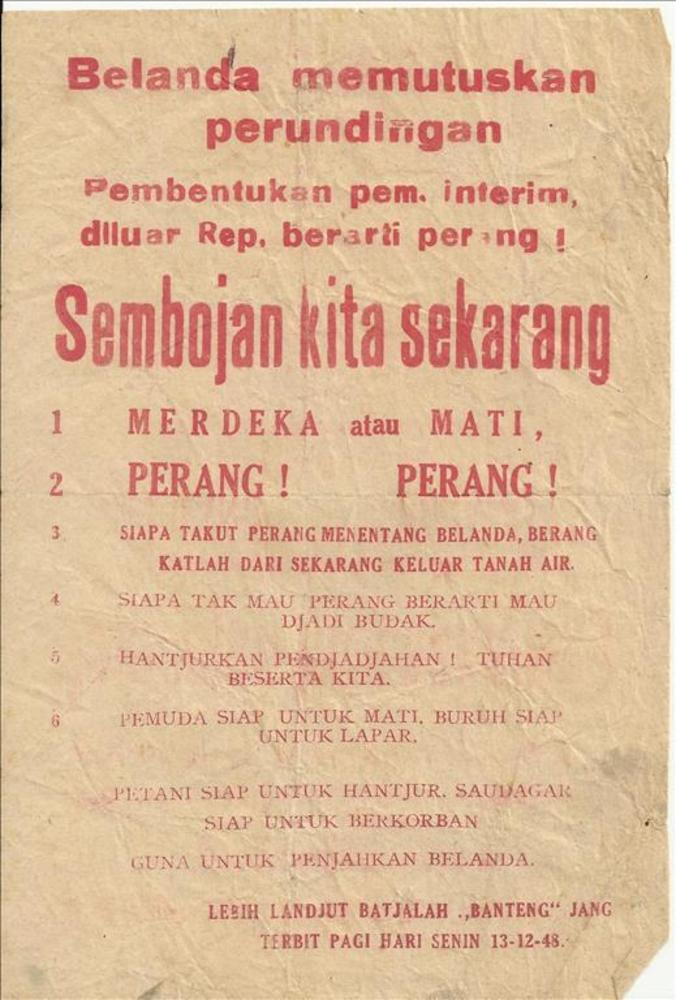 Belanda memutuskan
perundingan
Pembentukan pem. interim,
diluar Rep. berarti perang !
Sembojan kita sekarang
1 MERDEKA atau MATI,
2 PERANG ! PERANG !
3 SIAPA TAKUT PERANG MENENTANG BELANDA, BERANG
KATLAH DARI SEKARANG KELUAR TANAH AIR.
4 SIAPA TAK MAU PERANG BERARTI MAU
DJADI BUDAK.
5 HANTJURKAN PENDJADJAHAN ! TUHAN
BESERTA KITA.
6 PEMUDA SIAP UNTUK MATI. BURUH SIAP
UNTUK LAPAR.
PETANI SIAP UNTUK HANTJUR. SAUDAGAR
SIAP UNTUK BERKORBAN
GUNA UNTUK PENJAHKAN BELANDA.
LEBIH LANDJUT BATJALAH .,BANTENG“ JANG
TERBIT PAGI HARI SENIN 13-12-48.